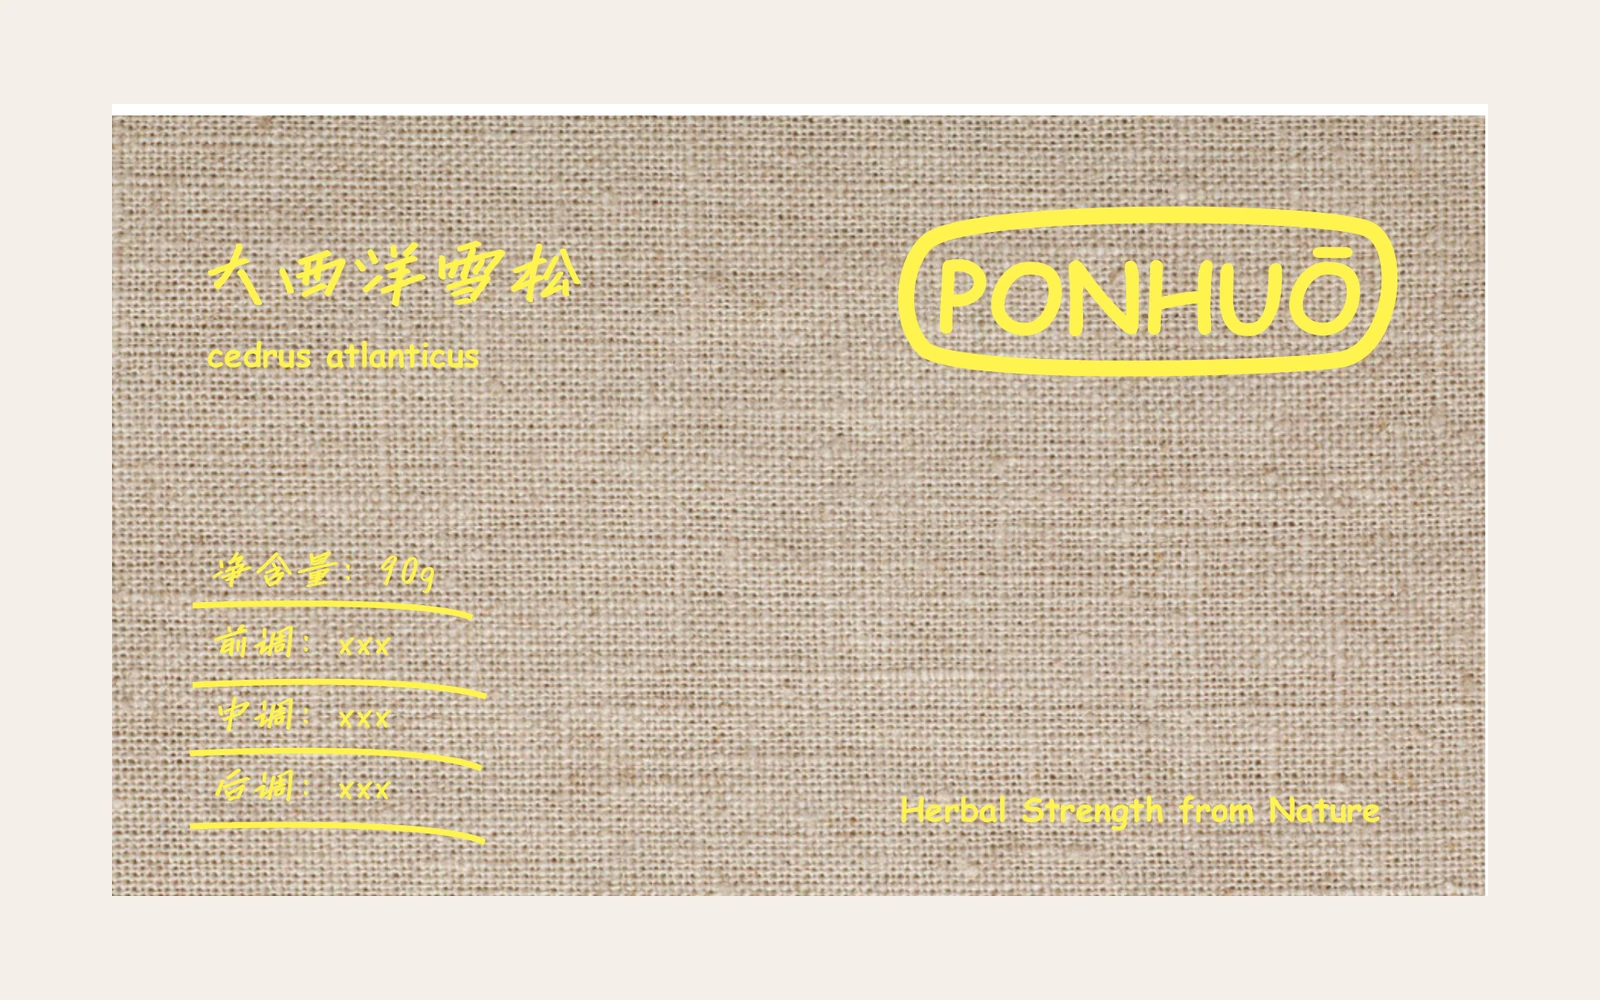 大西洋雪松
cedrus atlanticus
PONHUŌ
净含量：90g
前调：xxx
中调：xxx
后调：xxx
Herbal Strength from Nature